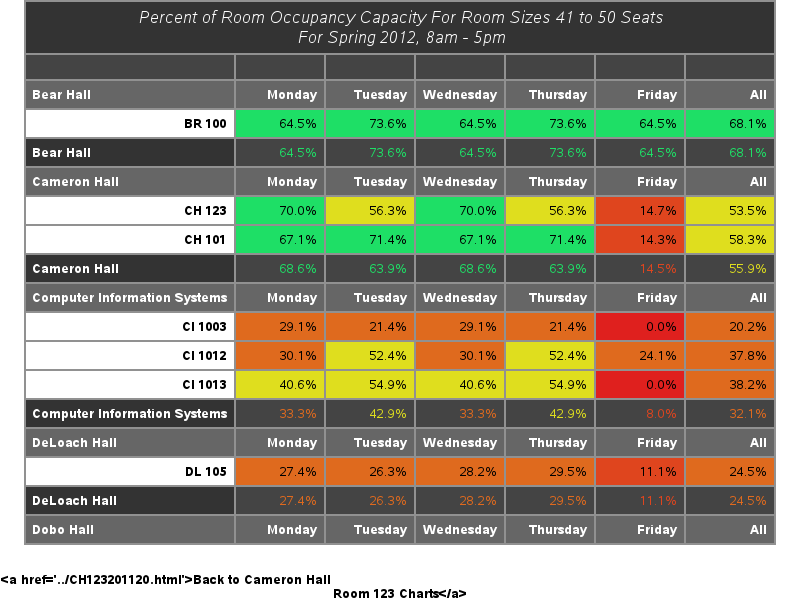 Percent of Room Occupancy Capacity For Room Sizes 41 to 50 Seats
For Spring 2012, 8am - 5pm
Bear Hall Monday Tuesday Wednesday Thursday Friday All
BR 100 64.5% 73.6% 64.5% 73.6% 64.5% 68.1%
Bear Hall 64.5% 73.6% 64.5% 73.6% 64.5% 68.1%
Cameron Hall Monday Tuesday Wednesday Thursday Friday All
CH 123 70.0% 56.3% 70.0% 56.3% 14.7% 53.5%
CH 101 67.1% 71.4% 67.1% 71.4% 14.3% 58.3%
Cameron Hall 68.6% 63.9% 68.6% 63.9% 14.5% 55.9%
Computer Information Systems Monday Tuesday Wednesday Thursday Friday All
CI 1003 29.1% 21.4% 29.1% 21.4% 0.0% 20.2%
CI 1012 30.1% 52.4% 30.1% 52.4% 24.1% 37.8%
CI 1013 40.6% 54.9% 40.6% 54.9% 0.0% 38.2%
Computer Information Systems 33.3% 42.9% 33.3% 42.9% 8.0% 32.1%
DeLoach Hall Monday Tuesday Wednesday Thursday Friday All
DL 105 27.4% 26.3% 28.2% 29.5% 11.1% 24.5%
DeLoach Hall 27.4% 26.3% 28.2% 29.5% 11.1% 24.5%
Dobo Hall Monday Tuesday Wednesday Thursday Friday All
<a href='../CH123201120.html'>Back to Cameron Hall
Room 123 Charts</a>